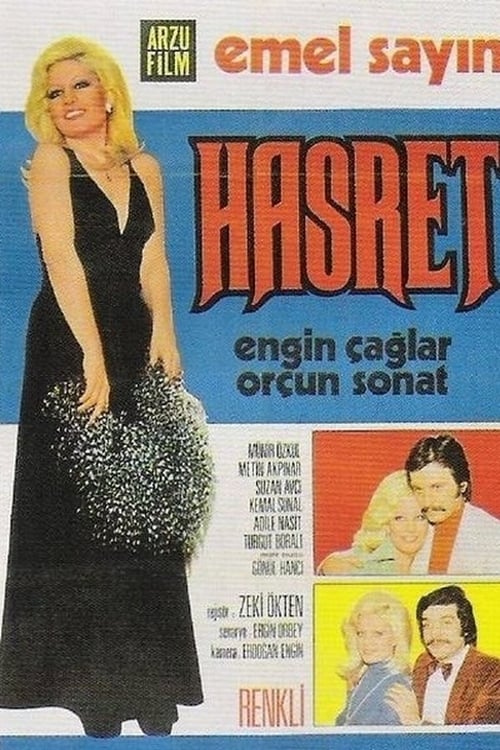 ARZU
FİLM
emel sayın
HASRET
engin çağlar
orçun sonat
MÜNİR ÖZKUL
METİN AKPINAR
SUZAN AVCI
KEMAL SUNAL
ADİLE NAŞİT
TURGUT BORALI
GÖNÜL HANCI
rejisör : ZEKİ ÖKTEN
senaryo : ERGİN ORBEY
kamera : ERDOĞAN ENGİN
RENKLİ